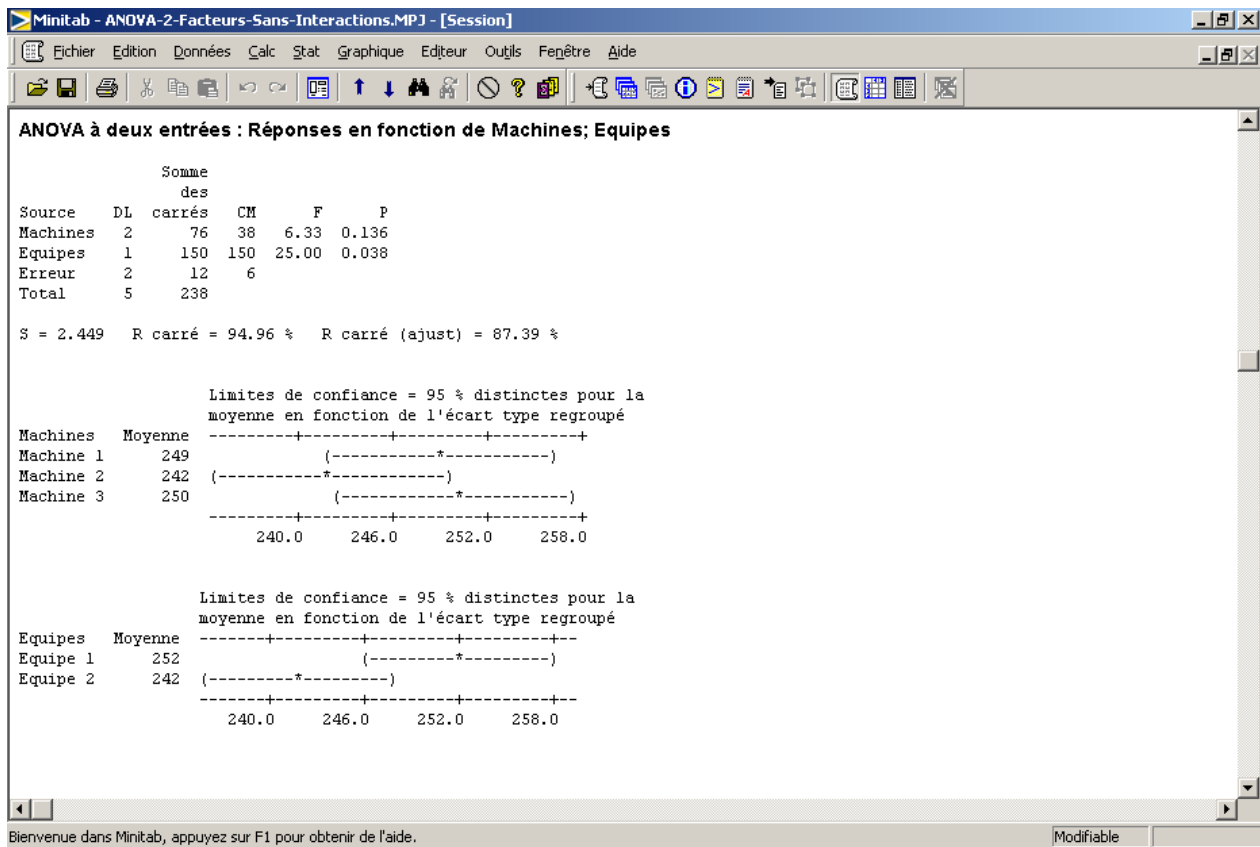 Minitab - ANOVA-2-Facteurs-Sans-Interactions.MPJ - [Session]
Fichier Edition Données Calc Stat Graphique Editeur Outils Fenêtre Aide
ANOVA à deux entrées : Réponses en fonction de Machines; Equipes
Somme
des
Source DL carrés CM F P
Machines 2 76 38 6.33 0.136
Equipes 1 150 150 25.00 0.038
Erreur 2 12 6
Total 5 238
S = 2.449 R carré = 94.96 % R carré (ajust) = 87.39 %
Limites de confiance = 95 % distinctes pour la
moyenne en fonction de l'écart type regroupé
Machines Moyenne ---------+---------+---------+---------+
Machine 1 249 (-----------*-----------)
Machine 2 242 (-----------*------------)
Machine 3 250 (------------*-----------)
---------+---------+---------+---------+
240.0 246.0 252.0 258.0
Limites de confiance = 95 % distinctes pour la
moyenne en fonction de l'écart type regroupé
Equipes Moyenne -------+---------+---------+---------+--
Equipe 1 252 (---------*---------)
Equipe 2 242 (---------*---------)
-------+---------+---------+---------+--
240.0 246.0 252.0 258.0
Bienvenue dans Minitab, appuyez sur F1 pour obtenir de l'aide. Modifiable